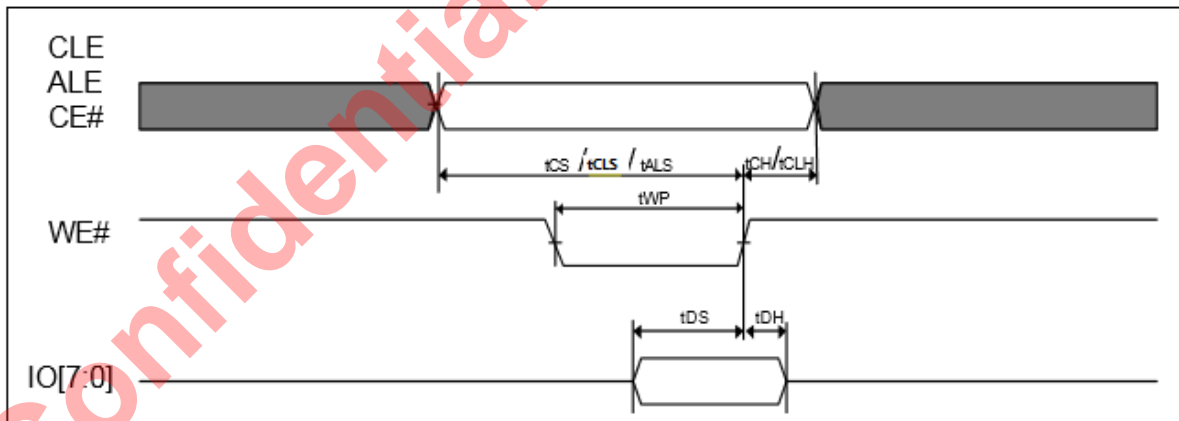 CLE
ALE
CE#
tCS / tCLS / tALS
tCH/tCLH
tWP
WE#
tDS
tDH
IO[7:0]
Confidential